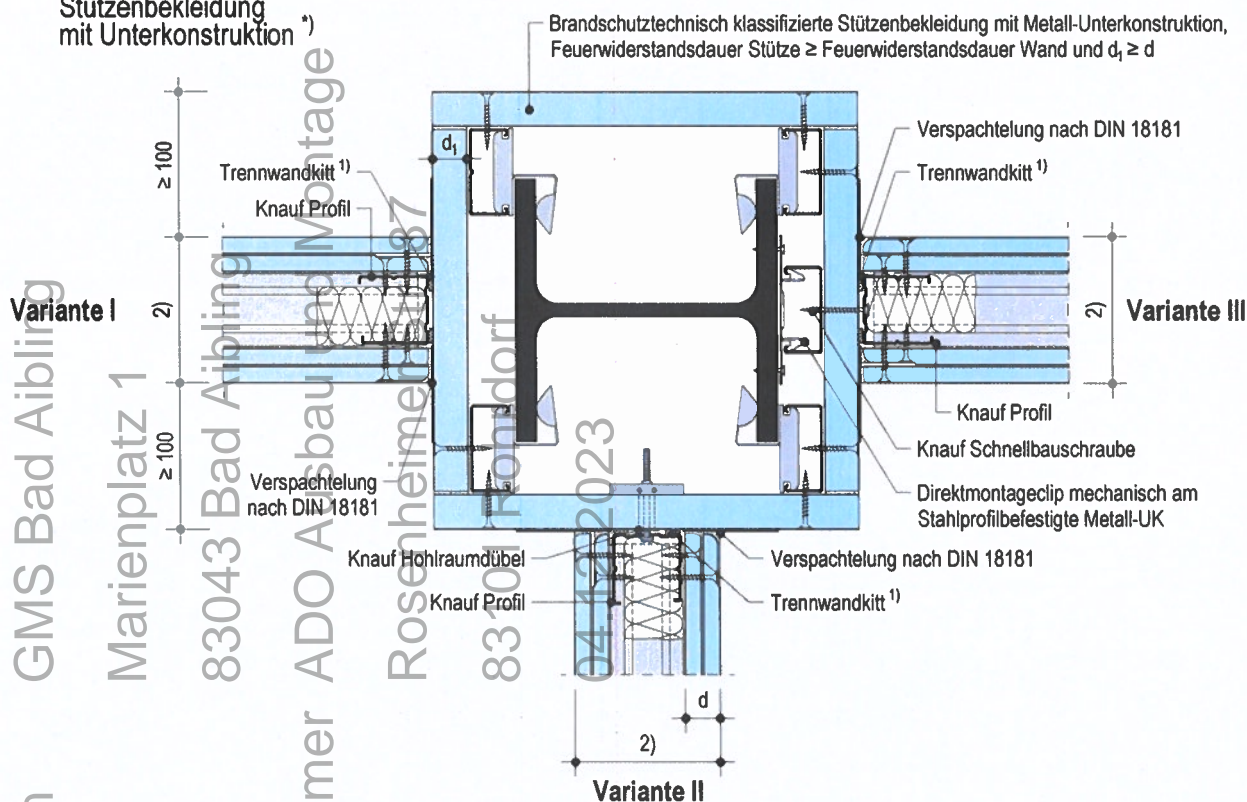 Stützenbekleidung
mit Unterkonstruktion *)
Brandschutztechnisch klassifizierte Stützenbekleidung mit Metall-Unterkonstruktion,
Feuerwiderstandsdauer Stütze ≥ Feuerwiderstandsdauer Wand und d₁ ≥ d
d₁
≥ 100
Trennwandkitt ¹⁾
Knauf Profil
Verspachtelung nach DIN 18181
Trennwandkitt ¹⁾
Variante I
2)
2)
Variante III
Knauf Profil
Knauf Schnellbauschraube
≥ 100
Verspachtelung
nach DIN 18181
Direktmontageclip mechanisch am
Stahlprofilbefestigte Metall-UK
Knauf Hohlraumdübel
Verspachtelung nach DIN 18181
Knauf Profil
Trennwandkitt ¹⁾
d
2)
Variante II
GMS Bad Aibling
Marienplatz 1
83043 Bad Aibling
mer ADO Ausbau und Montage
83101 Rohrdorf
04.12.2023